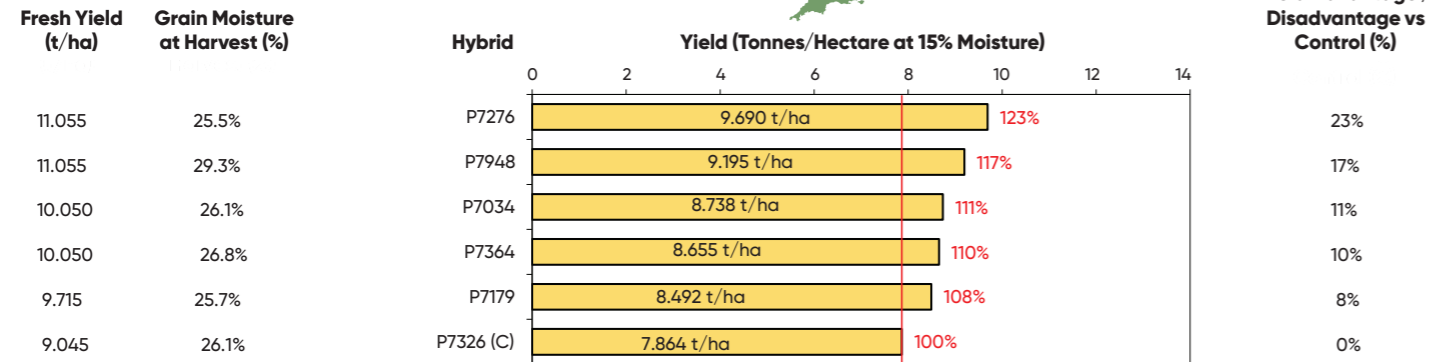 Fresh Yield
(t/ha)
Grain Moisture
at Harvest (%)
Hybrid
Yield (Tonnes/Hectare at 15% Moisture)
Disadvantage vs
Control (%)
0 2 4 6 8 10 12 14
11.055 25.5% P7276 9.690 t/ha 123% 23%
11.055 29.3% P7948 9.195 t/ha 117% 17%
10.050 26.1% P7034 8.738 t/ha 111% 11%
10.050 26.8% P7364 8.655 t/ha 110% 10%
9.715 25.7% P7179 8.492 t/ha 108% 8%
9.045 26.1% P7326 (C) 7.864 t/ha 100% 0%